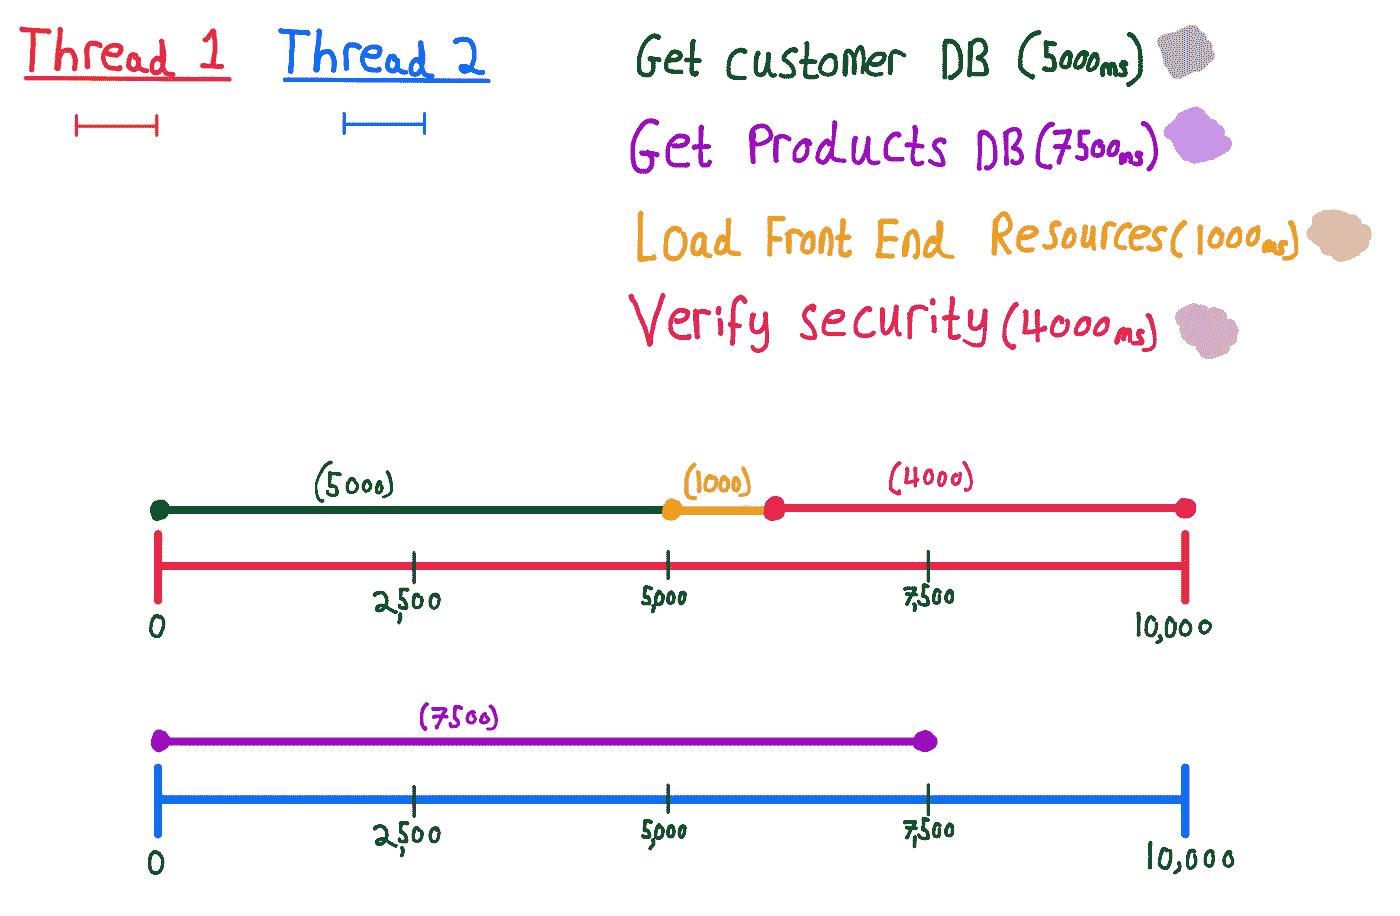 Thread 1
Thread 2
Get customer DB (5000ms)
Get Products DB (7500ms)
Load Front End Resources (1000ms)
Verify security (4000ms)
(5000)
(1000)
(4000)
0
2,500
5,000
7,500
10,000
(7500)
0
2,500
5,000
7,500
10,000